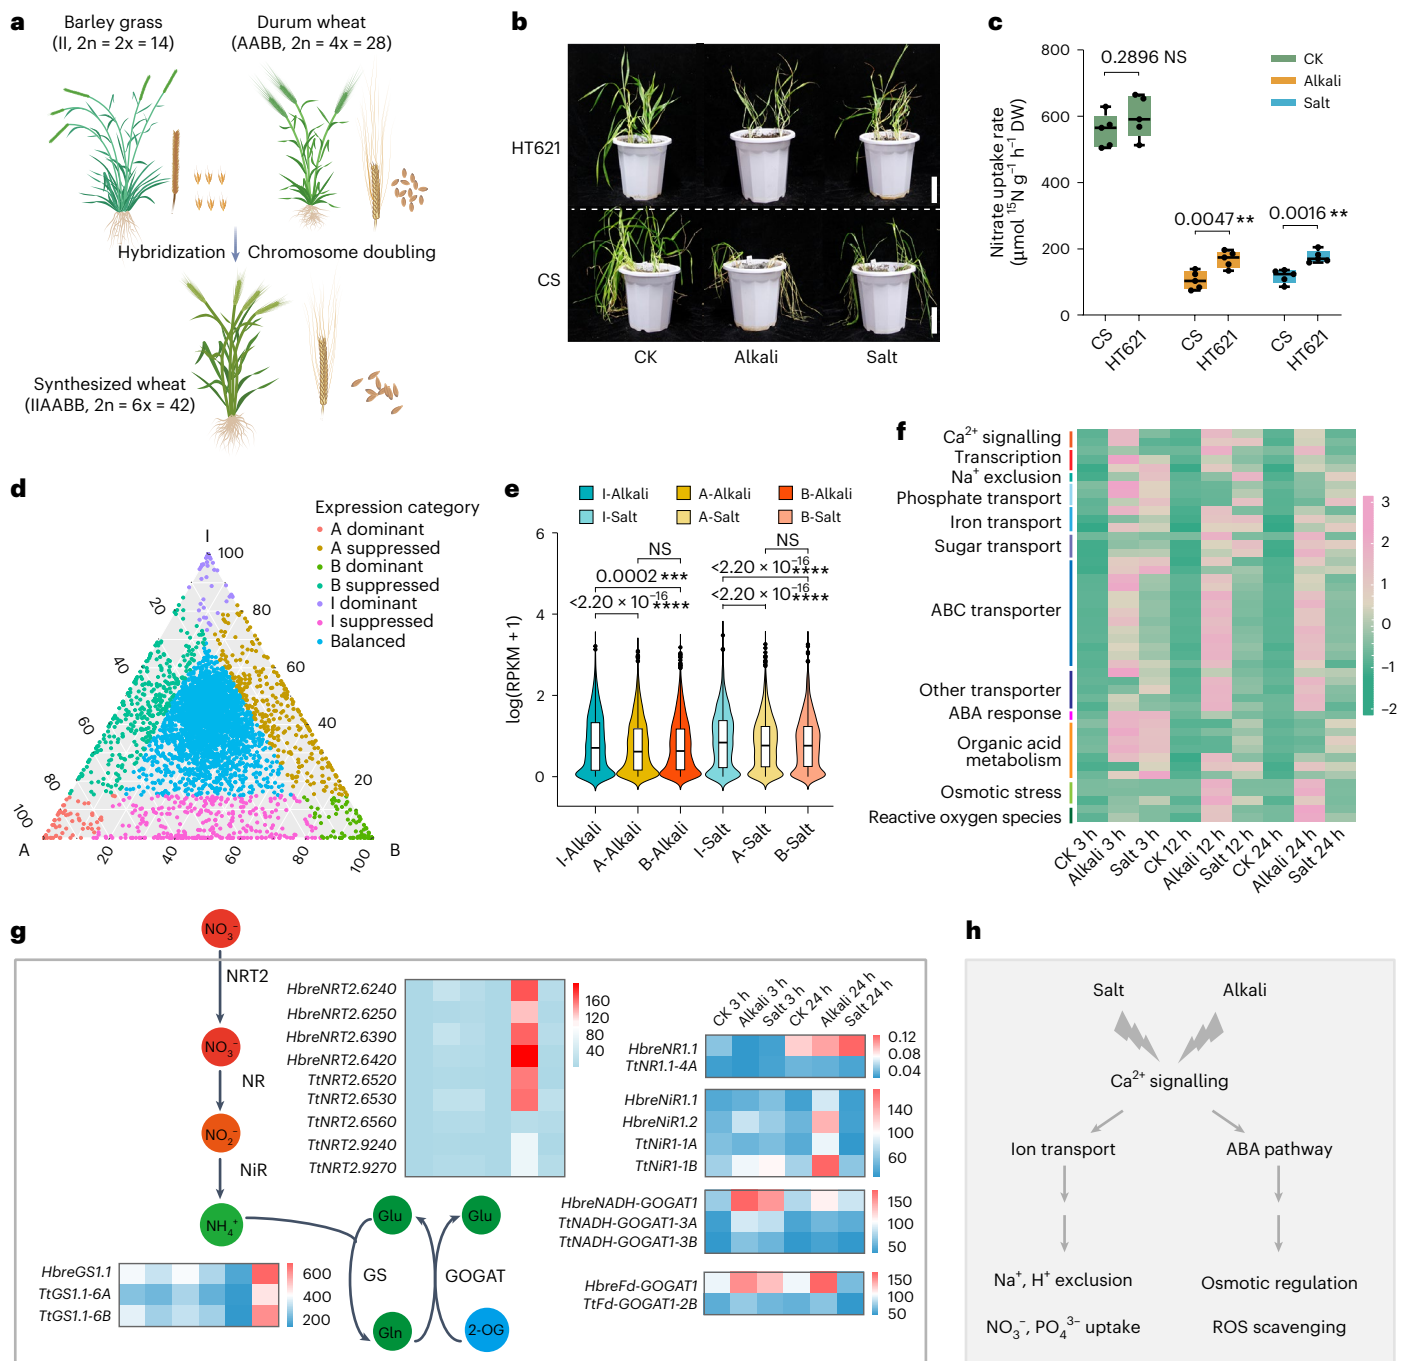 a
Barley grass
(II, 2n = 2x = 14)
Durum wheat
(AABB, 2n = 4x = 28)
Hybridization
Chromosome doubling
Synthesized wheat
(IIAABB, 2n = 6x = 42)
b
HT621
CS
CK
Alkali
Salt
c
Nitrate uptake rate
(µmol ¹⁵N g⁻¹ h⁻¹ DW)
800
600
400
200
0
0.2896 NS
0.0047**
0.0016**
CK
Alkali
Salt
CS
HT621
CS
HT621
CS
HT621
d
Expression category
A dominant
A suppressed
B dominant
B suppressed
I dominant
I suppressed
Balanced
I
100
80
60
40
20
20
40
60
80
100
A
20
40
60
80
100
B
e
I-Alkali
A-Alkali
B-Alkali
I-Salt
A-Salt
B-Salt
log(RPKM + 1)
6
4
2
0
NS
0.0002***
<2.20 × 10⁻¹⁶****
NS
<2.20 × 10⁻¹⁶****
<2.20 × 10⁻¹⁶****
I-Alkali
A-Alkali
B-Alkali
I-Salt
A-Salt
B-Salt
f
Ca²⁺ signalling
Transcription
Na⁺ exclusion
Phosphate transport
Iron transport
Sugar transport
ABC transporter
Other transporter
ABA response
Organic acid
metabolism
Osmotic stress
Reactive oxygen species
CK 3 h
Alkali 3 h
Salt 3 h
CK 12 h
Alkali 12 h
Salt 12 h
CK 24 h
Alkali 24 h
Salt 24 h
3
2
1
0
−1
−2
g
NO₃⁻
NRT2
NO₃⁻
NR
NO₂⁻
NiR
NH₄⁺
Glu
Glu
GS
GOGAT
Gln
2-OG
HbreNRT2.6240
HbreNRT2.6250
HbreNRT2.6390
HbreNRT2.6420
TtNRT2.6520
TtNRT2.6530
TtNRT2.6560
TtNRT2.9240
TtNRT2.9270
160
120
80
40
CK 3 h
Alkali 3 h
Salt 3 h
CK 24 h
Alkali 24 h
Salt 24 h
HbreNR1.1
TtNR1.1-4A
0.12
0.08
0.04
HbreNiR1.1
HbreNiR1.2
TtNiR1-1A
TtNiR1-1B
140
100
60
HbreNADH-GOGAT1
TtNADH-GOGAT1-3A
TtNADH-GOGAT1-3B
150
100
50
HbreFd-GOGAT1
TtFd-GOGAT1-2B
150
100
50
HbreGS1.1
TtGS1.1-6A
TtGS1.1-6B
600
400
200
h
Salt
Alkali
Ca²⁺ signalling
Ion transport
ABA pathway
Na⁺, H⁺ exclusion
Osmotic regulation
NO₃⁻, PO₄³⁻ uptake
ROS scavenging